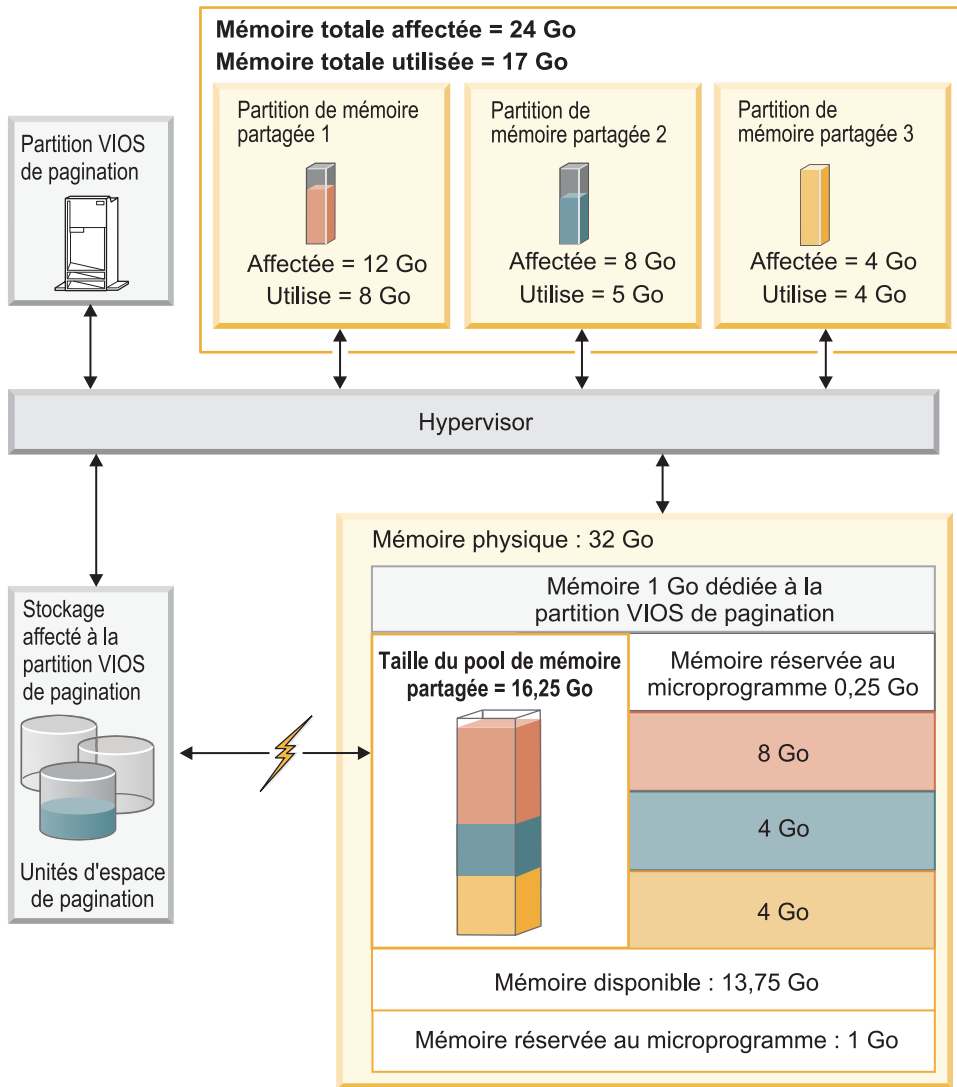 Mémoire totale affectée = 24 Go
Mémoire totale utilisée = 17 Go
Partition VIOS
de pagination
Partition de mémoire
partagée 1
Affectée = 12 Go
Utilise = 8 Go
Partition de
mémoire partagée 2
Affectée = 8 Go
Utilise = 5 Go
Partition de
mémoire partagée 3
Affectée = 4 Go
Utilise = 4 Go
Hypervisor
Stockage
affecté à la
partition VIOS
de pagination
Unités d'espace
de pagination
Mémoire physique : 32 Go
Mémoire 1 Go dédiée à la
partition VIOS de pagination
Taille du pool de mémoire
partagée = 16,25 Go
Mémoire réservée au
microprogramme 0,25 Go
8 Go
4 Go
4 Go
Mémoire disponible : 13,75 Go
Mémoire réservée au microprogramme : 1 Go